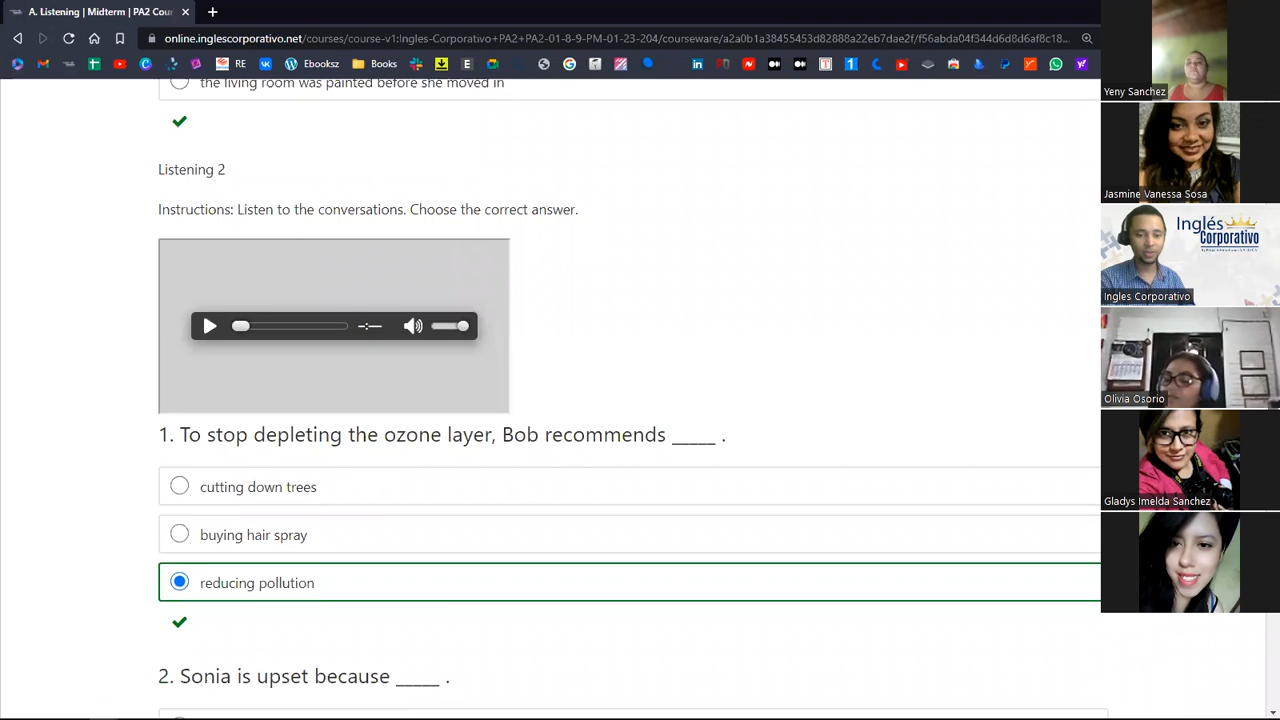 A. Listening | Midterm | PA2 Cour
online.inglescorporativo.net/courses/course-v1:Ingles-Corporativo+PA2+PA2-01-8-9-PM-01-23-204/courseware/a2a0b1a38455453d82888a22eb7dae2f/f56abda04f344d6d8d6af8c18...
RE
Ebooksz
Books
the living room was painted before she moved in
Listening 2
Instructions: Listen to the conversations. Choose the correct answer.
1. To stop depleting the ozone layer, Bob recommends _____ .
cutting down trees
buying hair spray
reducing pollution
2. Sonia is upset because _____ .
Yeny Sanchez
Jasmine Vanessa Sosa
Inglés
Corporativo
Ingles Corporativo
Olivia Osorio
Gladys Imelda Sanchez